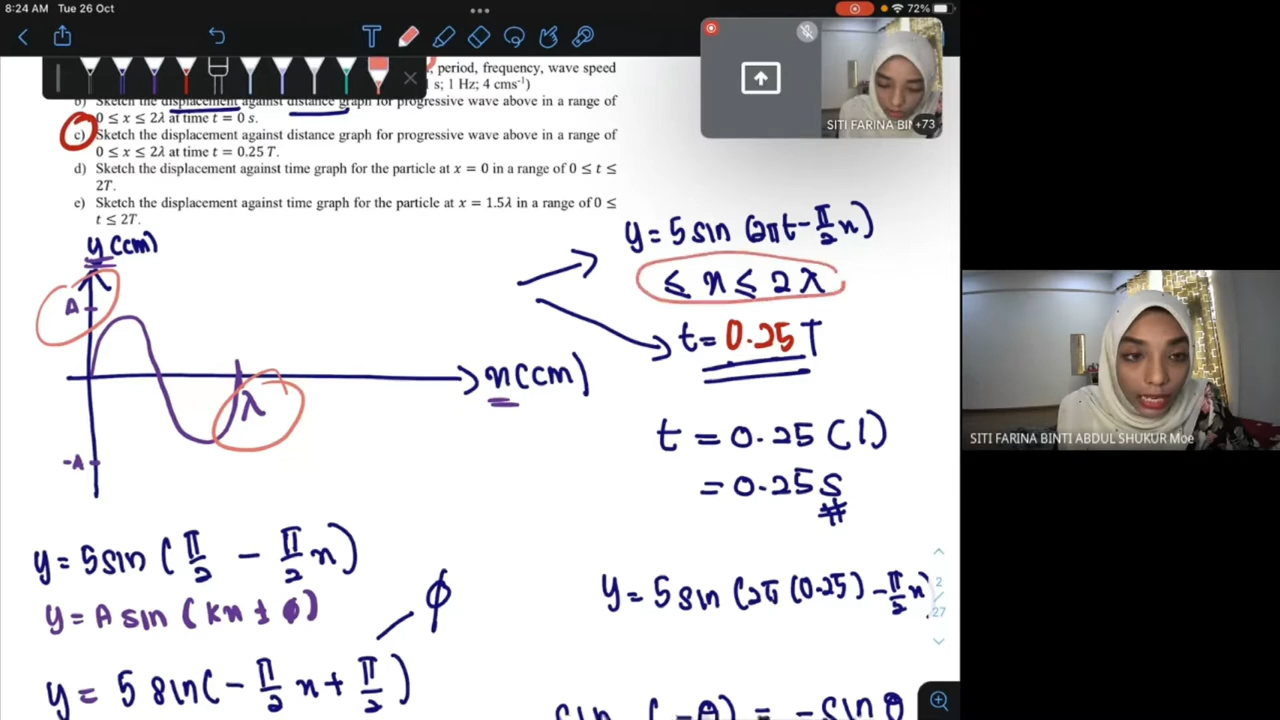 8:24 AM Tue 26 Oct
72%
, period, frequency, wave speed
s; 1 Hz; 4 cms⁻¹)
b) Sketch the displacement against distance graph for progressive wave above in a range of
0 ≤ x ≤ 2λ at time t = 0 s.
c) Sketch the displacement against distance graph for progressive wave above in a range of
0 ≤ x ≤ 2λ at time t = 0.25 T.
d) Sketch the displacement against time graph for the particle at x = 0 in a range of 0 ≤ t ≤
2T.
e) Sketch the displacement against time graph for the particle at x = 1.5λ in a range of 0 ≤
t ≤ 2T.
SITI FARINA BIN +73
SITI FARINA BINTI ABDUL SHUKUR Moe
y (cm)
A
λ
-A
x (cm)
y = 5 sin (2πt - π/2 x)
≤ x ≤ 2λ
t = 0.25 T
t = 0.25 (1)
= 0.25 s
#
y = 5 sin (π/2 - π/2 x)
y = A sin (kx ± φ)
φ
y = 5 sin (- π/2 x + π/2)
y = 5 sin (2π (0.25) - π/2 x)
sin (-θ) = - sin θ
2
27